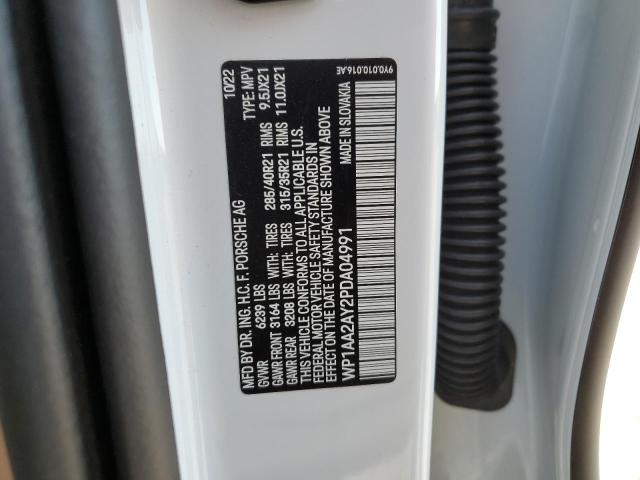 MFD BY DR. ING. H.C. F. PORSCHE AG 10/22
GVWR 6239 LBS TYPE: MPV
GAWR FRONT 3164 LBS WITH: TIRES 285/40R21 RIMS 9.5JX21
GAWR REAR 3208 LBS WITH: TIRES 315/35R21 RIMS 11.0JX21
THIS VEHICLE CONFORMS TO ALL APPLICABLE U.S.
FEDERAL MOTOR VEHICLE SAFETY STANDARDS IN
EFFECT ON THE DATE OF MANUFACTURE SHOWN ABOVE
WP1AA2AY2PDA04991 MADE IN SLOVAKIA
9Y0.010.016.AE